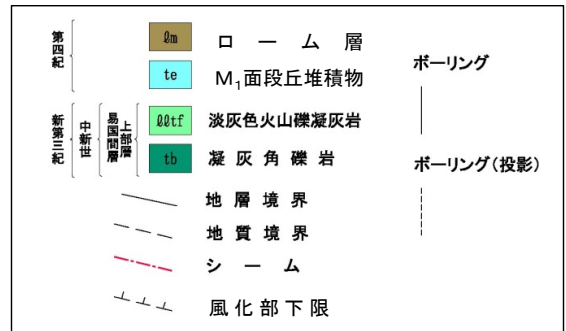 第四紀
ℓm
ローム層
te
M₁面段丘堆積物
新第三紀
中新世
易国間層
上部層
ℓℓtf
淡灰色火山礫凝灰岩
tb
凝灰角礫岩
地層境界
地質境界
シーム
風化部下限
ボーリング
ボーリング(投影)